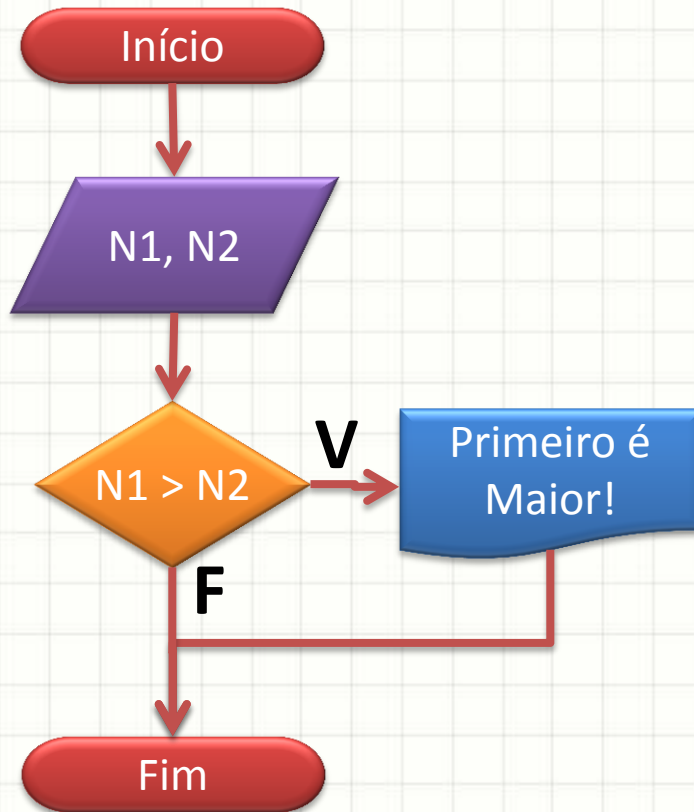 Início
N1, N2
N1 > N2
V
Primeiro é
Maior!
F
Fim